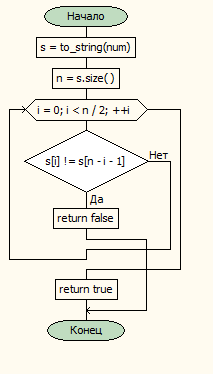 Начало
s = to_string(num)
n = s.size( )
i = 0; i < n / 2; ++i
s[i] != s[n - i - 1]
Нет
Да
return false
return true
Конец